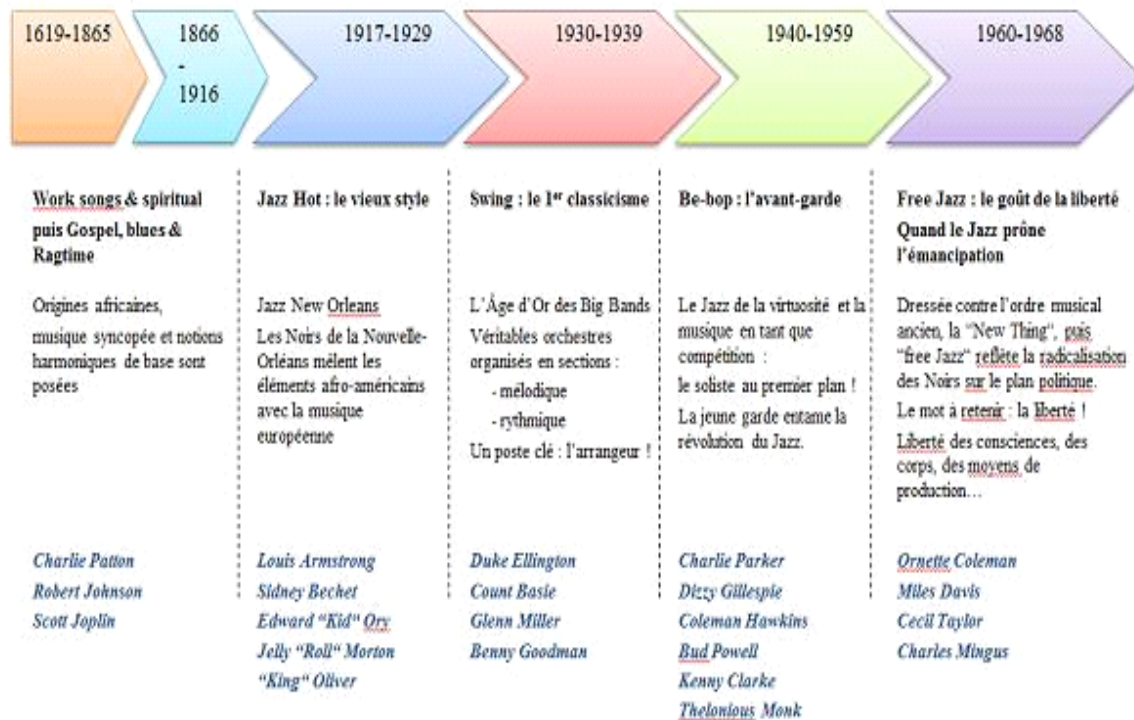 1619-1865
1866
-
1916
1917-1929
1930-1939
1940-1959
1960-1968
Work songs & spiritual
puis Gospel, blues &
Ragtime
Origines africaines,
musique syncopée et notions
harmoniques de base sont
posées
Charlie Patton
Robert Johnson
Scott Joplin
Jazz Hot : le vieux style
Jazz New Orleans
Les Noirs de la Nouvelle-
Orléans mêlent les
éléments afro-américains
avec la musique
européenne
Louis Armstrong
Sidney Bechet
Edward “Kid“ Ory
Jelly “Roll“ Morton
“King“ Oliver
Swing : le 1er classicisme
L’Âge d’Or des Big Bands
Véritables orchestres
organisés en sections :
- mélodique
- rythmique
Un poste clé : l’arrangeur !
Duke Ellington
Count Basie
Glenn Miller
Benny Goodman
Be-bop : l’avant-garde
Le Jazz de la virtuosité et la
musique en tant que
compétition :
le soliste au premier plan !
La jeune garde entame la
révolution du Jazz.
Charlie Parker
Dizzy Gillespie
Coleman Hawkins
Bud Powell
Kenny Clarke
Thelonious Monk
Free Jazz : le goût de la liberté
Quand le Jazz prône
l’émancipation
Dressée contre l’ordre musical
ancien, la “New Thing“, puis
“free Jazz“ reflète la radicalisation
des Noirs sur le plan politique.
Le mot à retenir : la liberté !
Liberté des consciences, des
corps, des moyens de
production…
Ornette Coleman
Miles Davis
Cecil Taylor
Charles Mingus